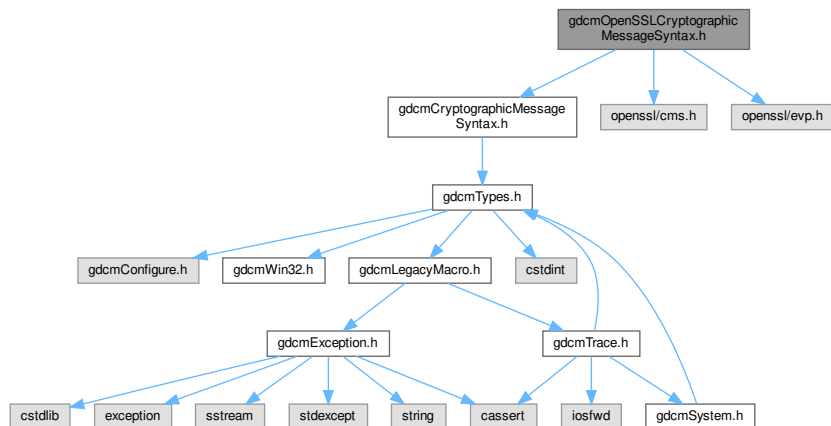 gdcmOpenSSLCryptographic
MessageSyntax.h
gdcmCryptographicMessage
Syntax.h
openssl/cms.h
openssl/evp.h
gdcmTypes.h
gdcmConfigure.h
gdcmWin32.h
gdcmLegacyMacro.h
cstdint
gdcmException.h
gdcmTrace.h
cstdlib
exception
sstream
stdexcept
string
cassert
iosfwd
gdcmSystem.h